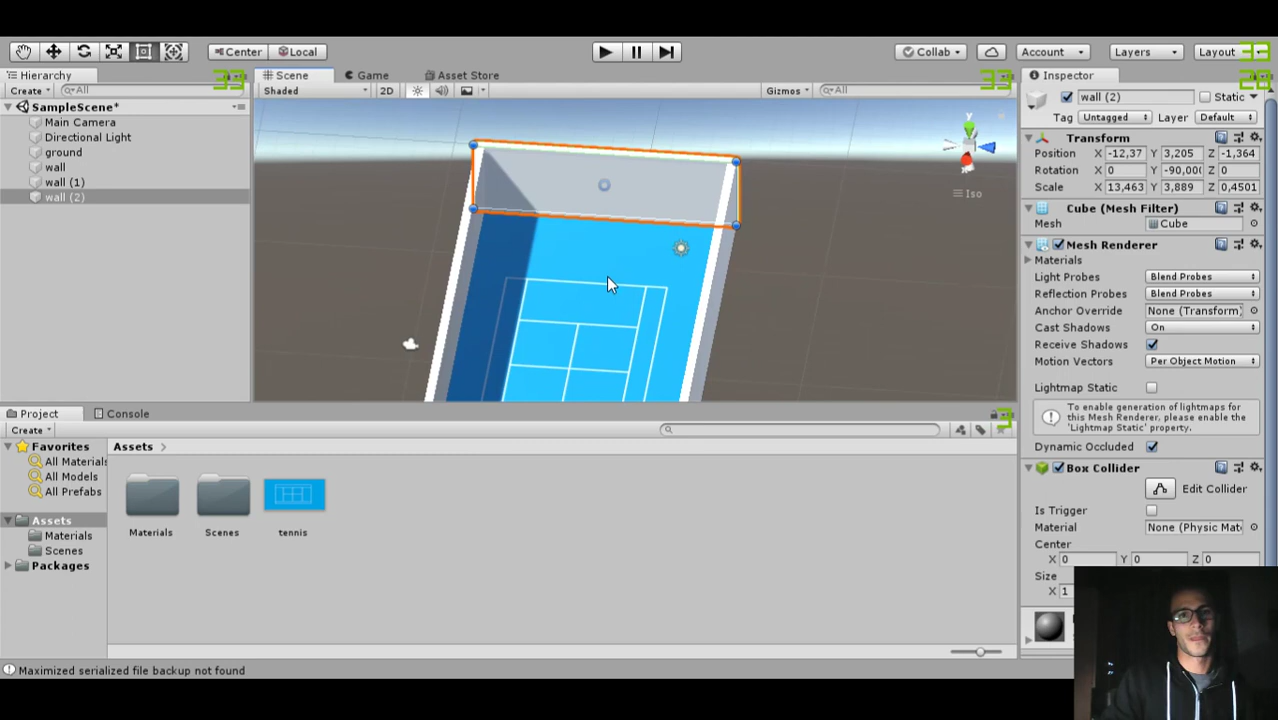 Center Local
Collab Account Layers Layout 33
Hierarchy 33
Create All
SampleScene*
Main Camera
Directional Light
ground
wall
wall (1)
wall (2)
Scene Game Asset Store
Shaded 2D Gizmos All 33
y
Iso
Inspector 28
wall (2) Static
Tag Untagged Layer Default
Transform
Position X -12,37 Y 3,205 Z -1,364
Rotation X 0 Y -90,00( Z 0
Scale X 13,463 Y 3,889 Z 0,4501
Cube (Mesh Filter)
Mesh Cube
Mesh Renderer
Materials
Light Probes Blend Probes
Reflection Probes Blend Probes
Anchor Override None (Transform)
Cast Shadows On
Receive Shadows
Motion Vectors Per Object Motion
Lightmap Static
To enable generation of lightmaps for
this Mesh Renderer, please enable the
'Lightmap Static' property.
Dynamic Occluded
Box Collider
Edit Collider
Is Trigger
Material None (Physic Mate
Center
X 0 Y 0 Z 0
Size
X 1
Project Console 3
Create
Favorites
All Materials
All Models
All Prefabs
Assets
Materials
Scenes
Packages
Assets
Materials Scenes tennis
Maximized serialized file backup not found